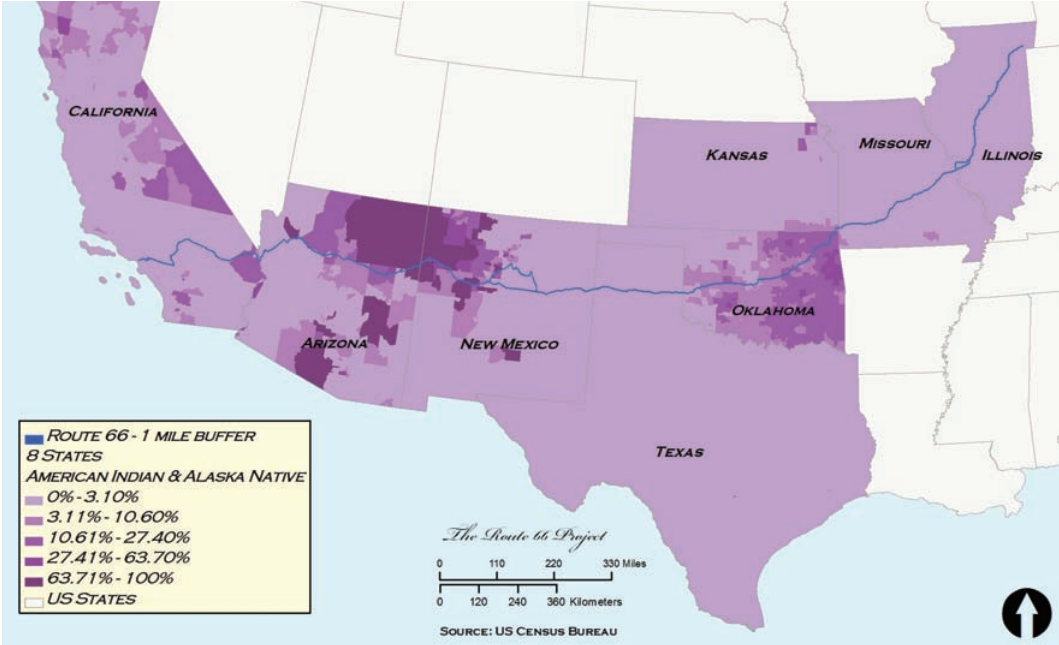 CALIFORNIA
KANSAS
MISSOURI
ILLINOIS
ARIZONA
NEW MEXICO
OKLAHOMA
TEXAS
ROUTE 66 - 1 MILE BUFFER
8 STATES
AMERICAN INDIAN & ALASKA NATIVE
0% - 3.10%
3.11% - 10.60%
10.61% - 27.40%
27.41% - 63.70%
63.71% - 100%
US STATES
The Route 66 Project
0 110 220 330 Miles
0 120 240 360 Kilometers
SOURCE: US CENSUS BUREAU